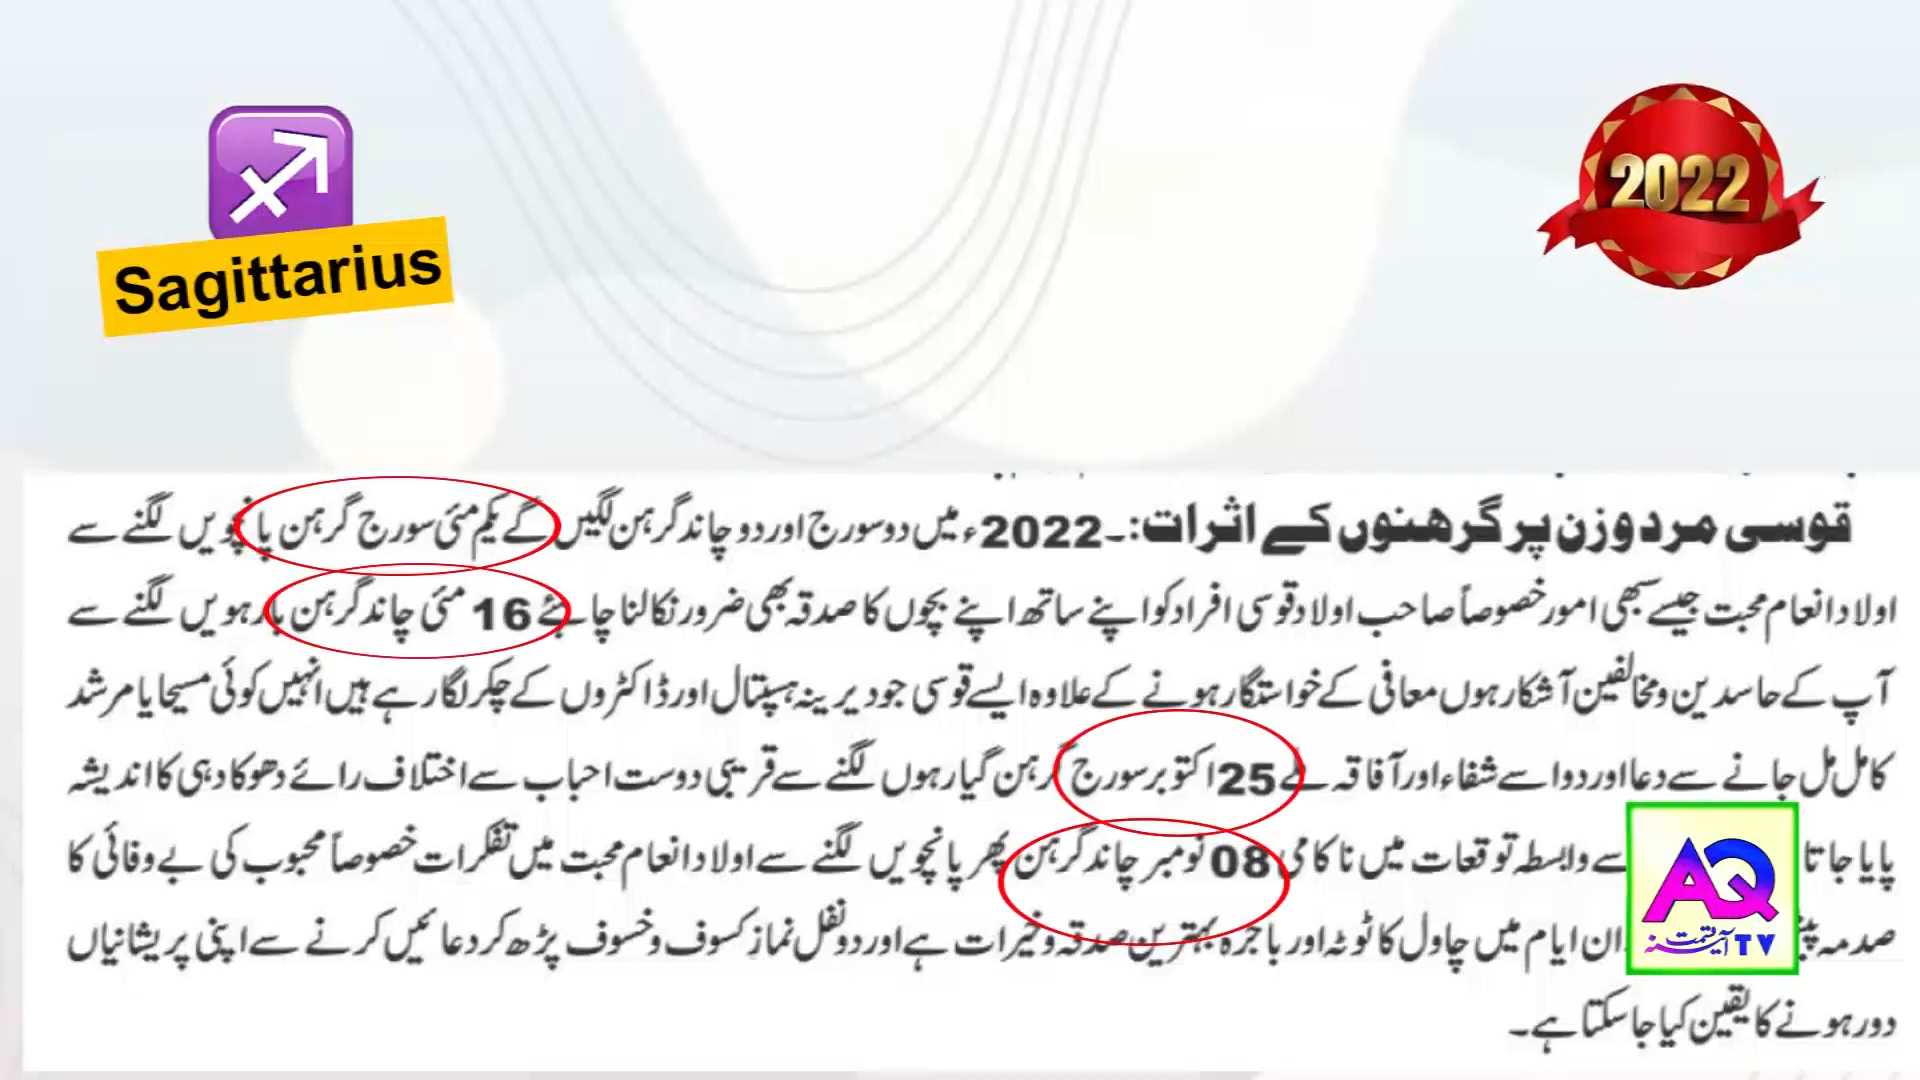 Sagittarius
2022
قوسی مرد وزن پر گرھنوں کے اثرات:۔ 2022ء میں دو سورج اور دو چاند گرہن لگیں گے یکم مئی سورج گرہن پانچویں لگنے سے
اولاد انعام محبت جیسے سبھی امور خصوصاً صاحب اولاد قوسی افراد کو اپنے ساتھ اپنے بچوں کا صدقہ بھی ضرور نکالنا چاہئے 16 مئی چاند گرہن بارہویں لگنے سے
آپ کے حاسدین ومخالفین آشکار ہوں معافی کے خواستگار ہونے کے علاوہ ایسے قوسی جو دیرینہ ہسپتال اور ڈاکٹروں کے چکر لگا رہے ہیں انہیں کوئی مسیحا یا مرشد
کامل مل جانے سے دعا اور دوا سے شفاء اور آفاقہ ملے 25 اکتوبر سورج گرہن گیارہوں لگنے سے قریبی دوست احباب سے اختلاف رائے دھوکا دہی کا اندیشہ
پایا جاتا سے وابسطہ توقعات میں ناکامی 08 نومبر چاند گرہن پھر پانچویں لگنے سے اولاد انعام محبت میں تفکرات خصوصاً محبوب کی بے وفائی کا
صدمہ ان ایام میں چاول کا ٹوٹہ اور باجرہ بہترین صدقہ وخیرات ہے اور دو نفل نماز کسوف وخسوف پڑھ کر دعائیں کرنے سے اپنی پریشانیاں
دور ہونے کا یقین کیا جا سکتا ہے۔
AQ
آئینہ قسمت TV